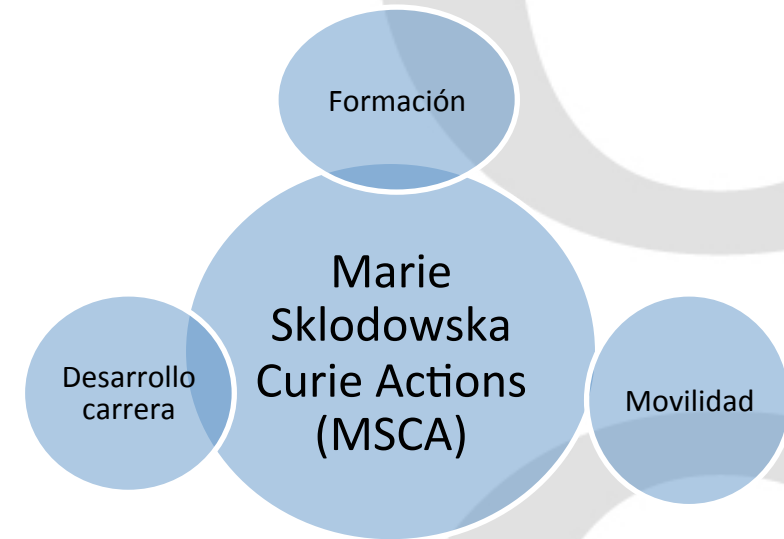 Formación
Marie
Sklodowska
Curie Actions
(MSCA)
Desarrollo
carrera
Movilidad